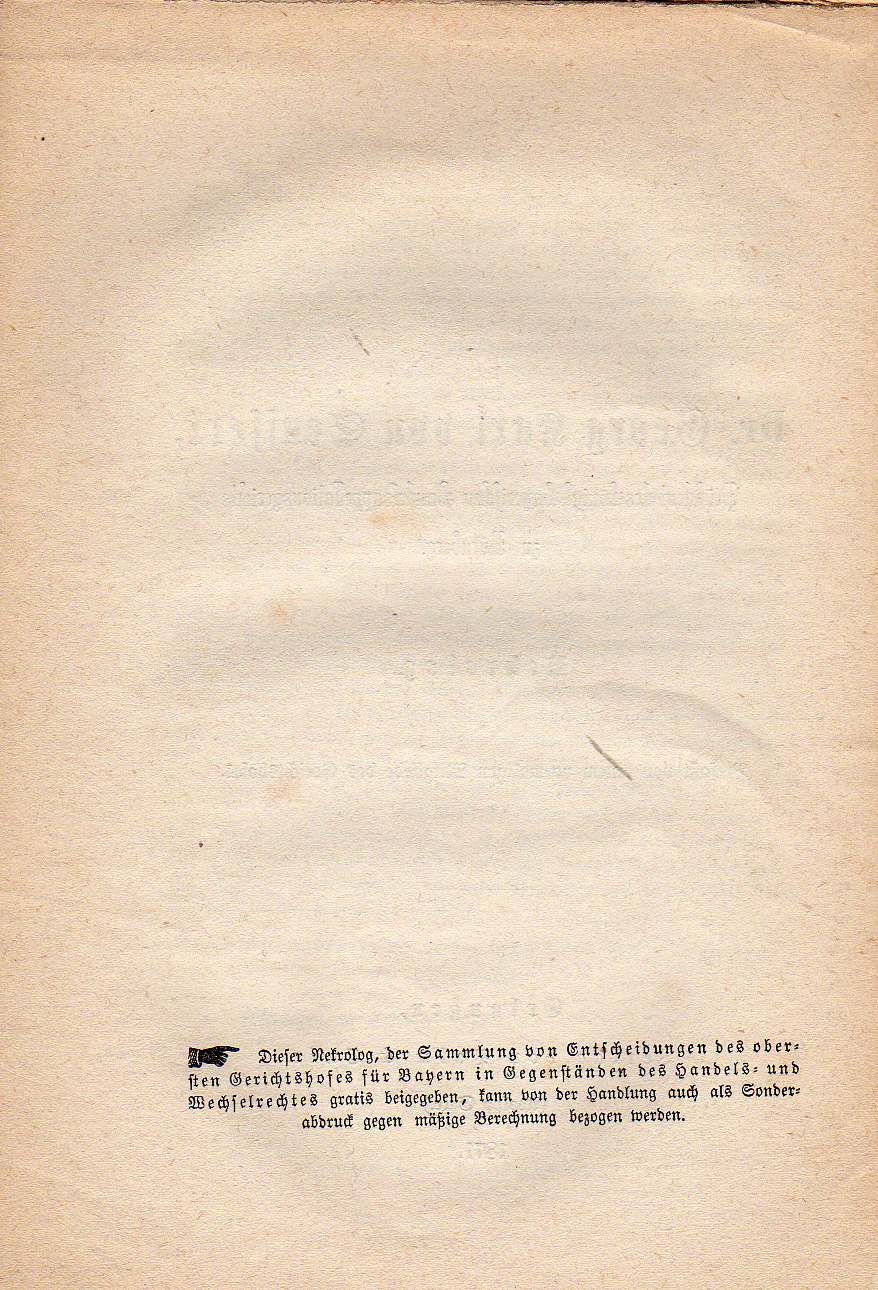 Dieser Nekrolog, der Sammlung von Entscheidungen des ober-
sten Gerichtshofes für Bayern in Gegenständen des Handels- und
Wechselrechtes gratis beigegeben, kann von der Handlung auch als Sonder-
abdruck gegen mäßige Berechnung bezogen werden.